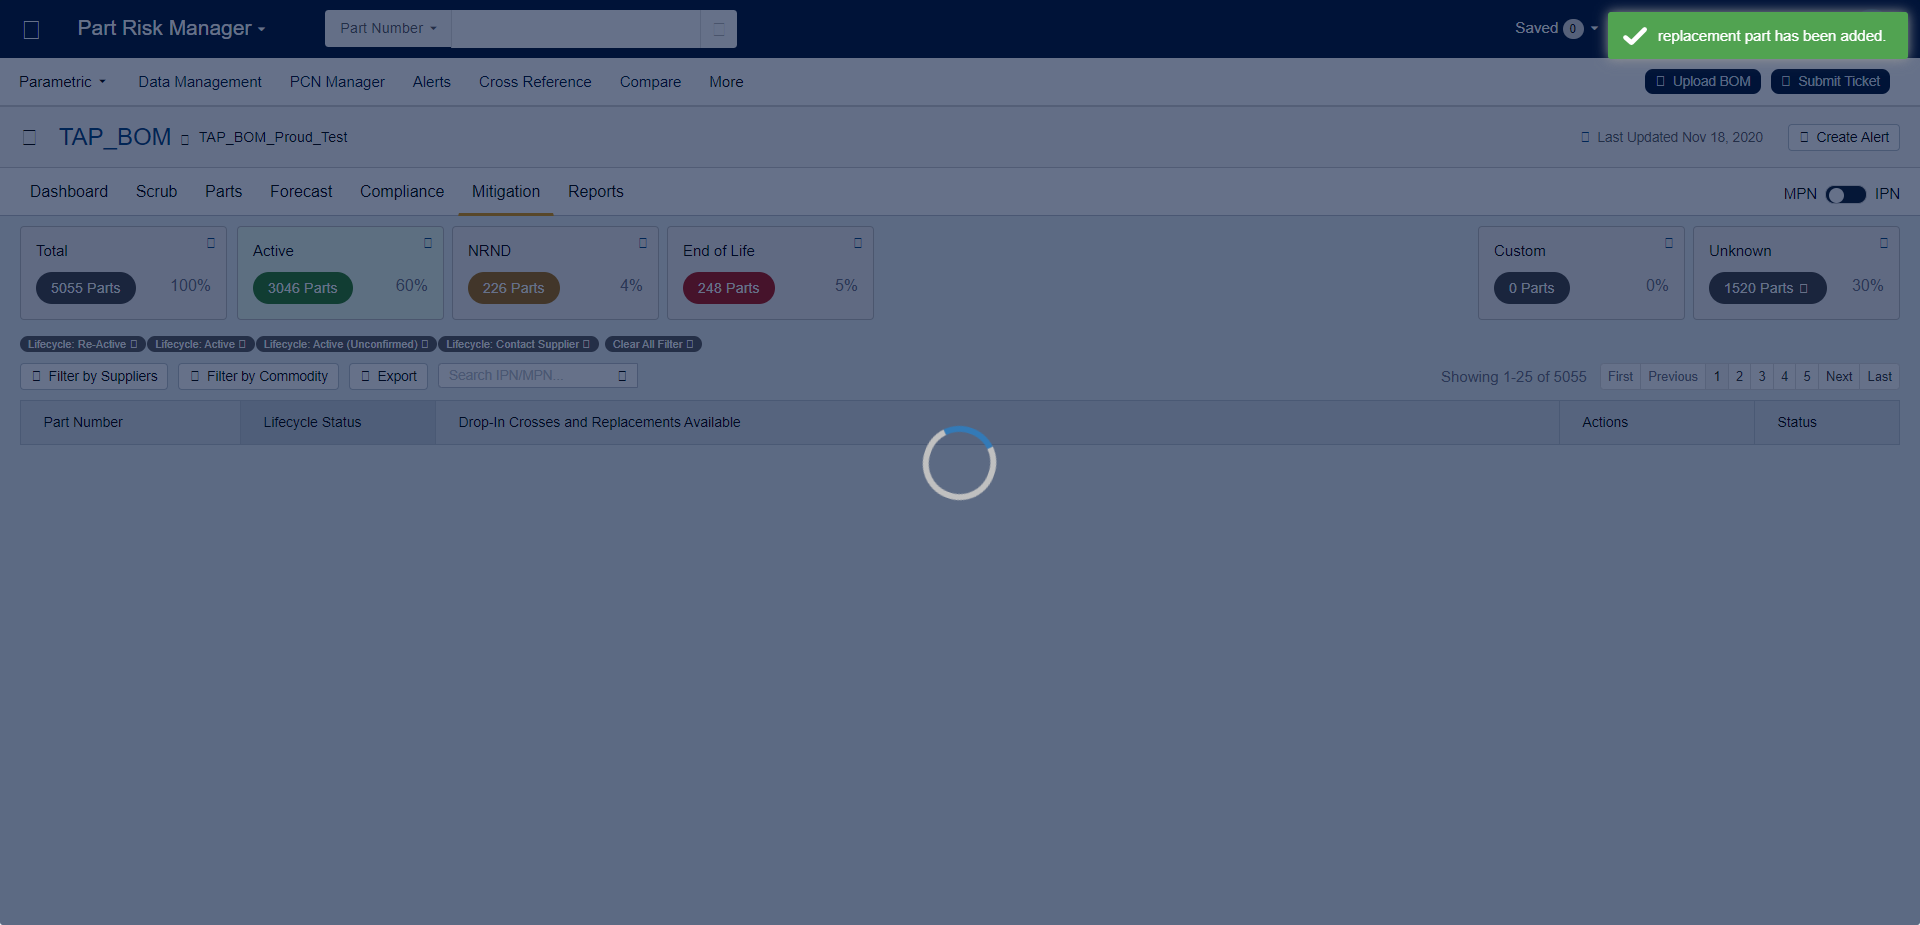 Part Risk Manager
Part Number
Saved 0
replacement part has been added.
Parametric Data Management PCN Manager Alerts Cross Reference Compare More
Upload BOM Submit Ticket
TAP_BOM TAP_BOM_Proud_Test
Last Updated Nov 18, 2020 Create Alert
Dashboard Scrub Parts Forecast Compliance Mitigation Reports
MPN IPN
Total
5055 Parts 100%
Active
3046 Parts 60%
NRND
226 Parts 4%
End of Life
248 Parts 5%
Custom
0 Parts 0%
Unknown
1520 Parts 30%
Lifecycle: Re-Active Lifecycle: Active Lifecycle: Active (Unconfirmed) Lifecycle: Contact Supplier Clear All Filter
Filter by Suppliers Filter by Commodity Export Search IPN/MPN...
Showing 1-25 of 5055 First Previous 1 2 3 4 5 Next Last
Part Number Lifecycle Status Drop-In Crosses and Replacements Available Actions Status